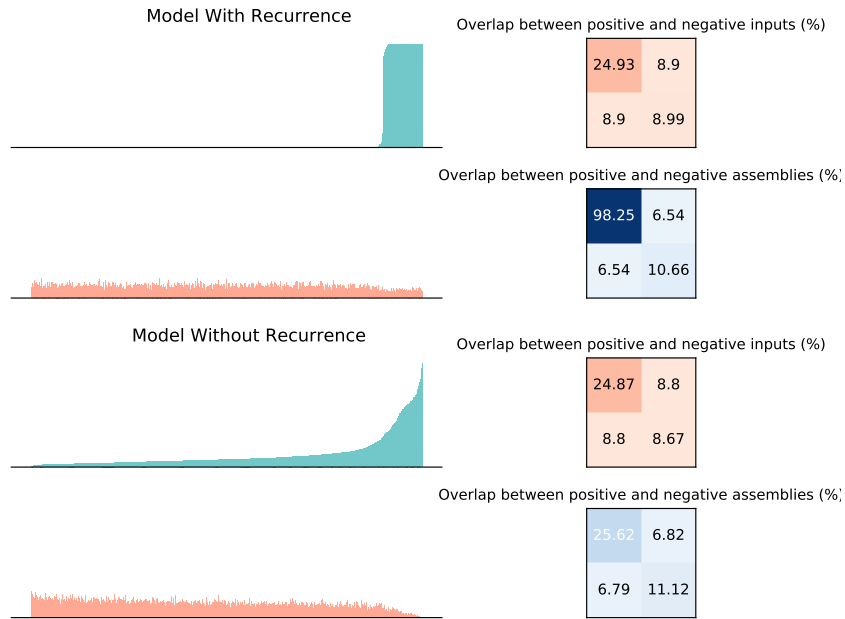 Model With Recurrence
Overlap between positive and negative inputs (%)
24.93 8.9
8.9 8.99
Overlap between positive and negative assemblies (%)
98.25 6.54
6.54 10.66
Model Without Recurrence
Overlap between positive and negative inputs (%)
24.87 8.8
8.8 8.67
Overlap between positive and negative assemblies (%)
25.62 6.82
6.79 11.12